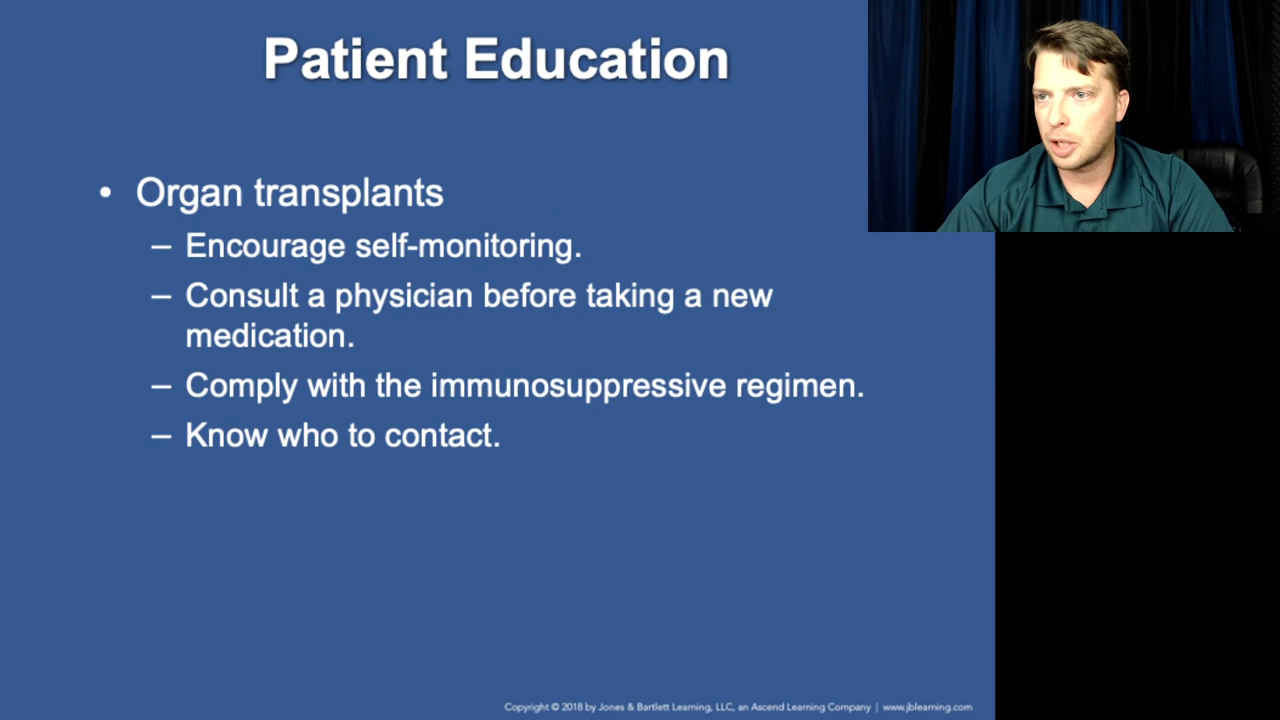 Patient Education
• Organ transplants
– Encourage self-monitoring.
– Consult a physician before taking a new
medication.
– Comply with the immunosuppressive regimen.
– Know who to contact.
Copyright © 2018 by Jones & Bartlett Learning, LLC, an Ascend Learning Company | www.jblearning.com